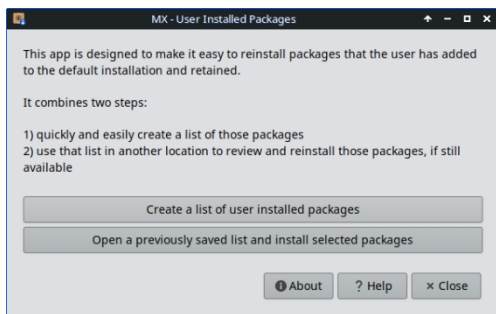 MX - User Installed Packages
This app is designed to make it easy to reinstall packages that the user has added
to the default installation and retained.
It combines two steps:
1) quickly and easily create a list of those packages
2) use that list in another location to review and reinstall those packages, if still
available
Create a list of user installed packages
Open a previously saved list and install selected packages
About
? Help
× Close